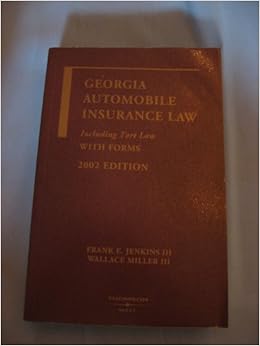 GEORGIA
AUTOMOBILE
INSURANCE LAW
Including Tort Law
WITH FORMS
2002 EDITION
FRANK E. JENKINS III
WALLACE MILLER III